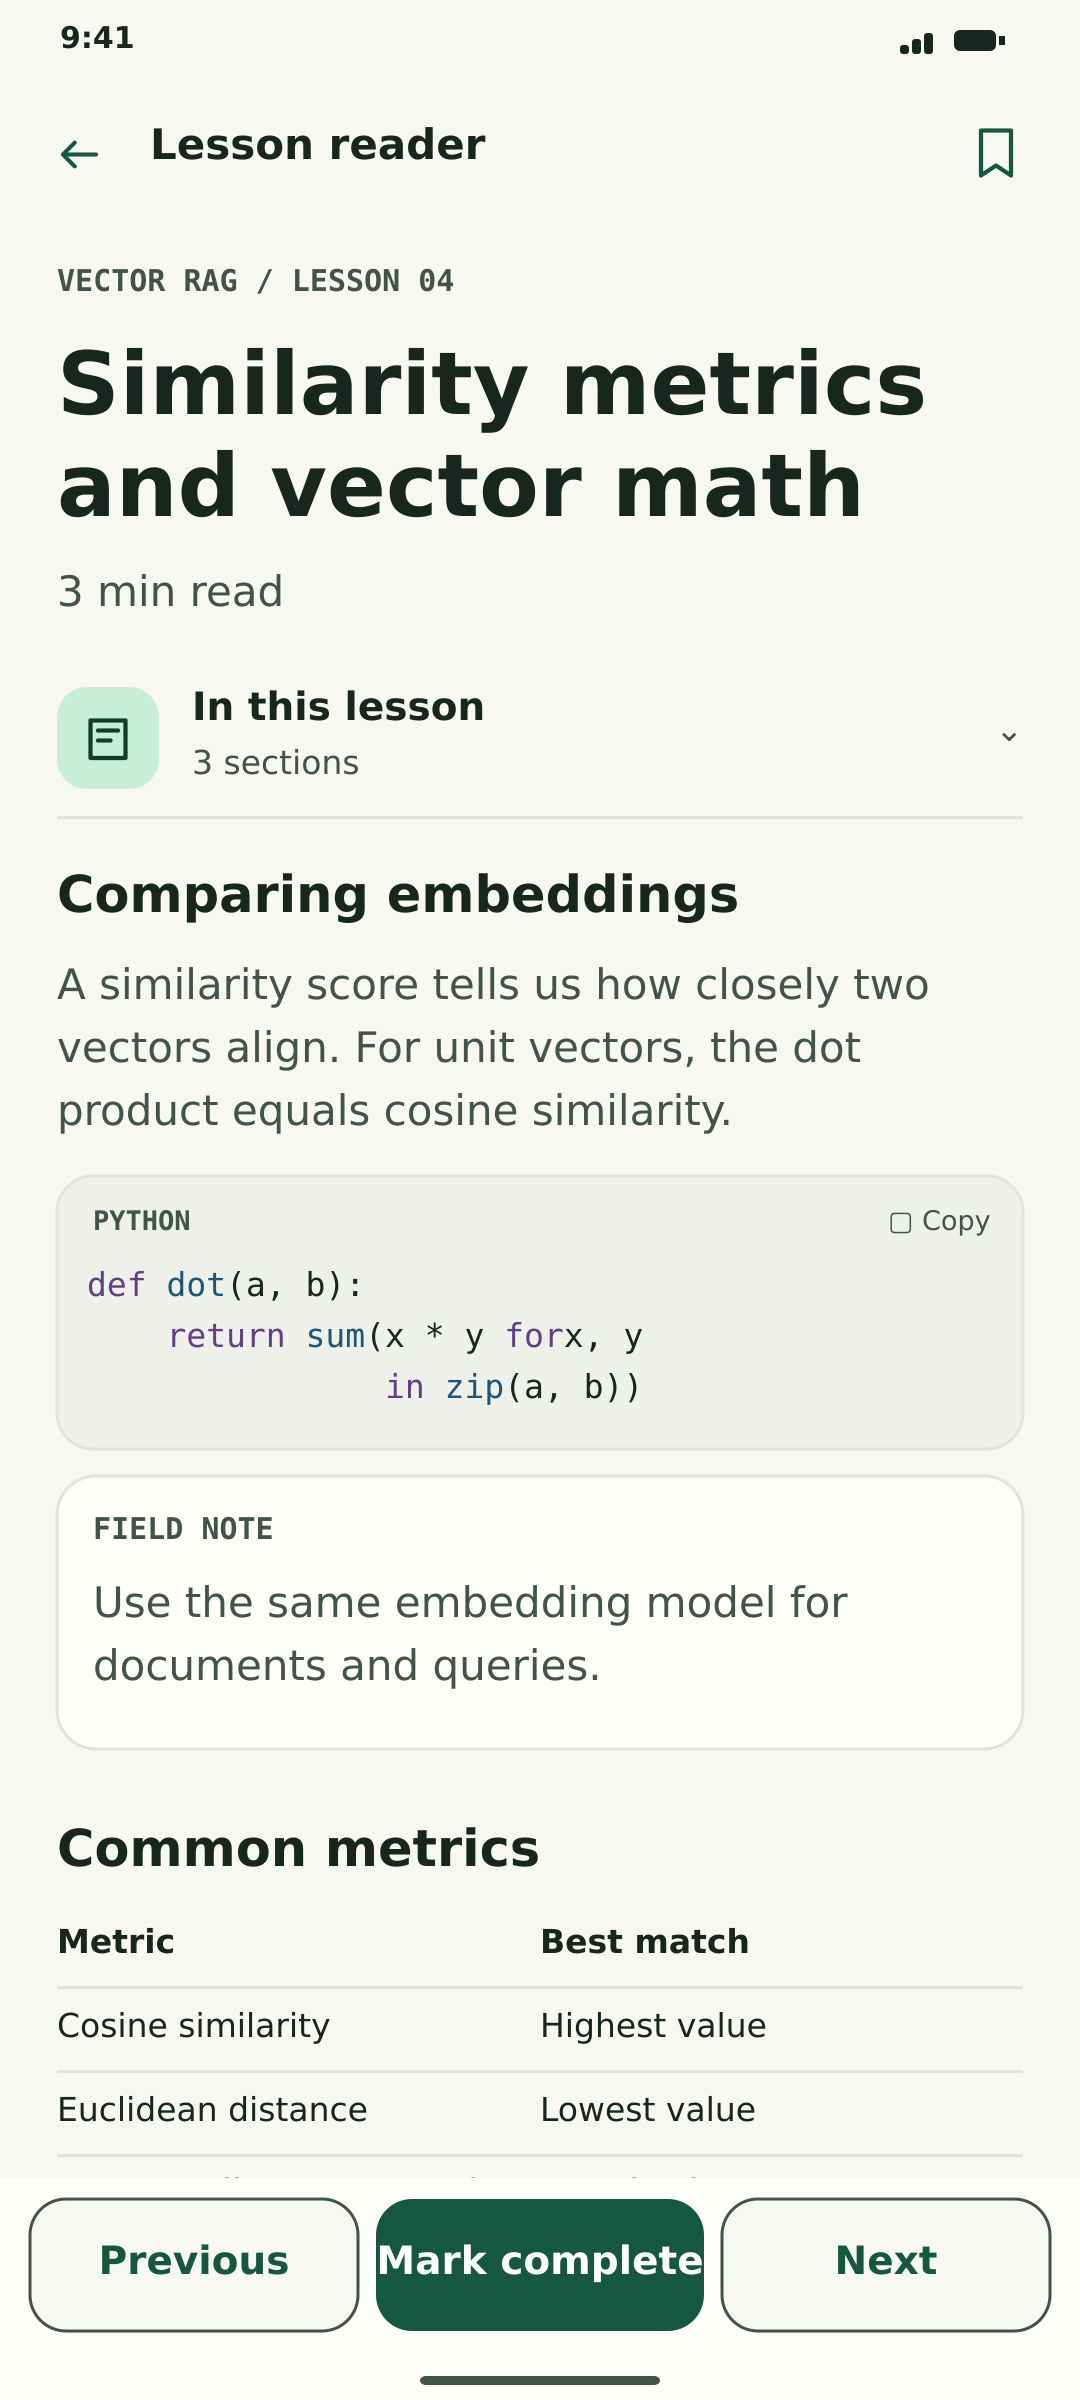 9:41
Lesson reader
VECTOR RAG / LESSON 04
Similarity metrics
and vector math
3 min read
In this lesson
3 sections
Comparing embeddings
A similarity score tells us how closely two
vectors align. For unit vectors, the dot
product equals cosine similarity.
PYTHON
Copy
def dot(a, b):
    return sum(x * y forx, y
               in zip(a, b))
FIELD NOTE
Use the same embedding model for
documents and queries.
Common metrics
Metric Best match
Cosine similarity Highest value
Euclidean distance Lowest value
Previous Mark complete Next